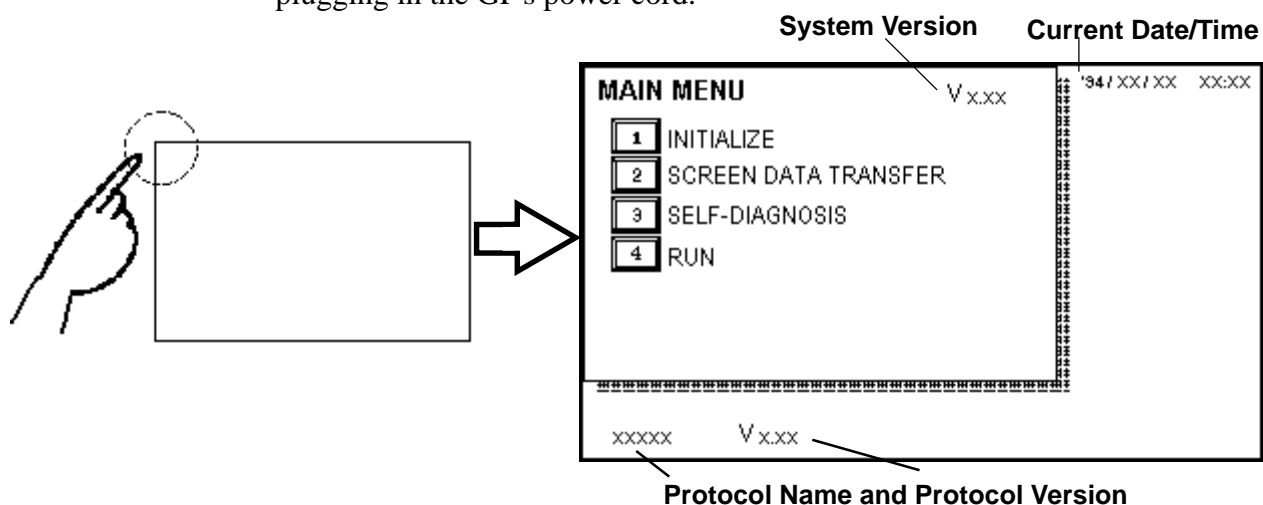 plugging in the GP's power cord.
System Version
Current Date/Time
MAIN MENU
V x.xx
'94/ XX/ XX XX:XX
1 INITIALIZE
2 SCREEN DATA TRANSFER
3 SELF-DIAGNOSIS
4 RUN
xxxxx V x.xx
Protocol Name and Protocol Version